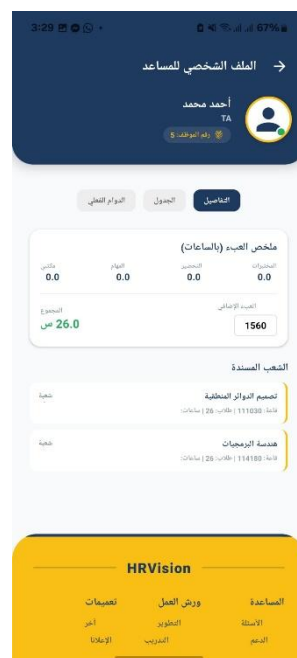 3:29
67%
الملف الشخصي للمساعد
أحمد محمد
TA
رقم الموظف: 5
التفاصيل الجدول الدوام الفعلي
ملخص العبء (بالساعات)
المختبرات التحضير المهام مكتبي
0.0 0.0 0.0 0.0
العبء الإضافي المجموع
1560 26.0 س
الشعب المسندة
تصميم الدوائر المنطقية شعبة
قاعة: 111030 | طلاب: 26 | ساعات:
هندسة البرمجيات شعبة
قاعة: 114180 | طلاب: 26 | ساعات:
HRVision
المساعدة ورش العمل تعميمات
الأسئلة التطوير آخر
الدعم التدريب الإعلانا